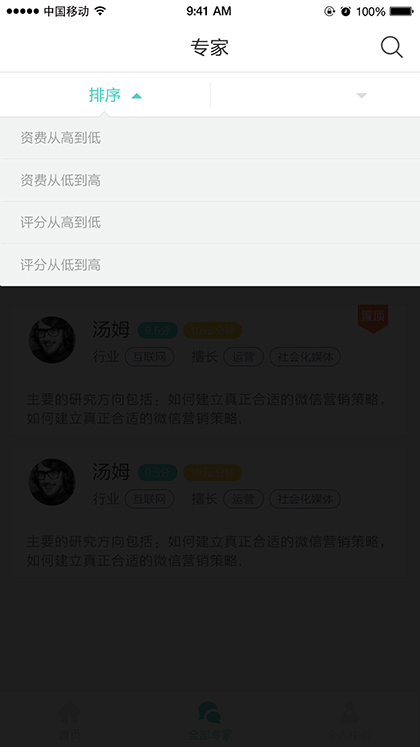 中国移动 9:41 AM 100%
专家
排序
资费从高到低
资费从低到高
评分从高到低
评分从低到高
置顶
汤姆 9.5分
行业 互联网 擅长 运营 社会化媒体
主要的研究方向包括：如何建立真正合适的微信营销策略，
如何建立真正合适的微信营销策略.
汤姆 9.5分
行业 互联网 擅长 运营 社会化媒体
主要的研究方向包括：如何建立真正合适的微信营销策略，
如何建立真正合适的微信营销策略.